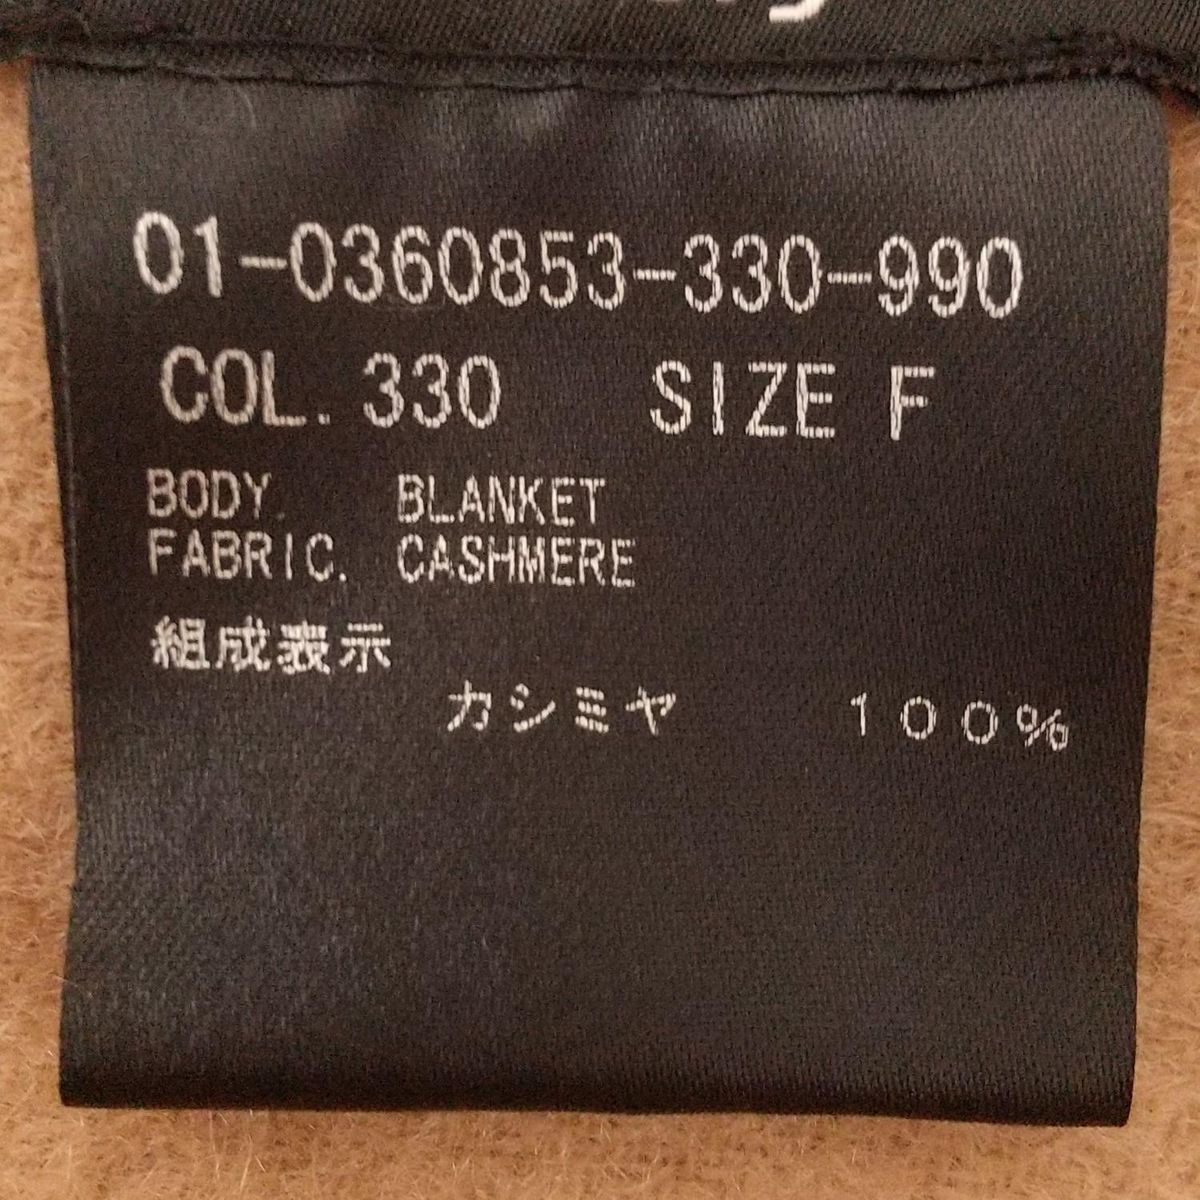 01-0360853-330-990
COL. 330 SIZE F
BODY. BLANKET
FABRIC. CASHMERE
組成表示
カシミヤ 100%